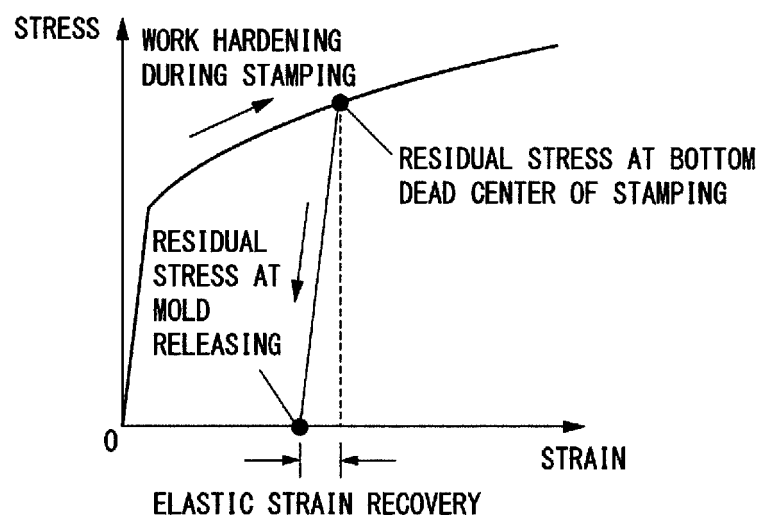 STRESS
WORK HARDENING
DURING STAMPING
RESIDUAL STRESS AT BOTTOM
DEAD CENTER OF STAMPING
RESIDUAL
STRESS AT
MOLD
RELEASING
0
STRAIN
ELASTIC STRAIN RECOVERY